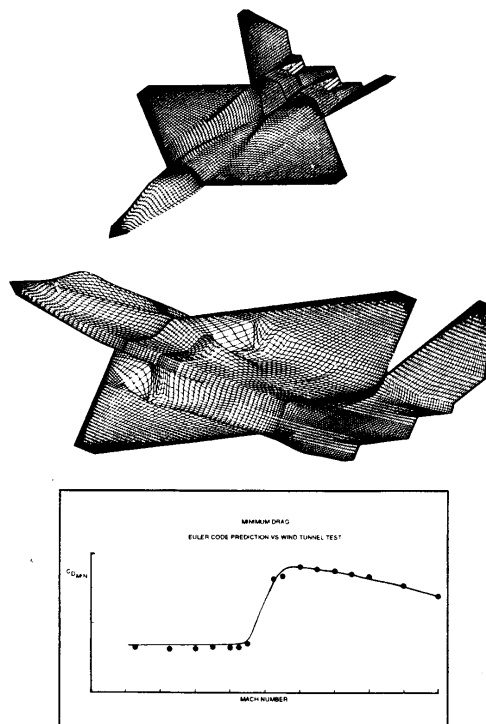 MINIMUM DRAG
EULER CODE PREDICTION VS WIND TUNNEL TEST
CDMIN
MACH NUMBER